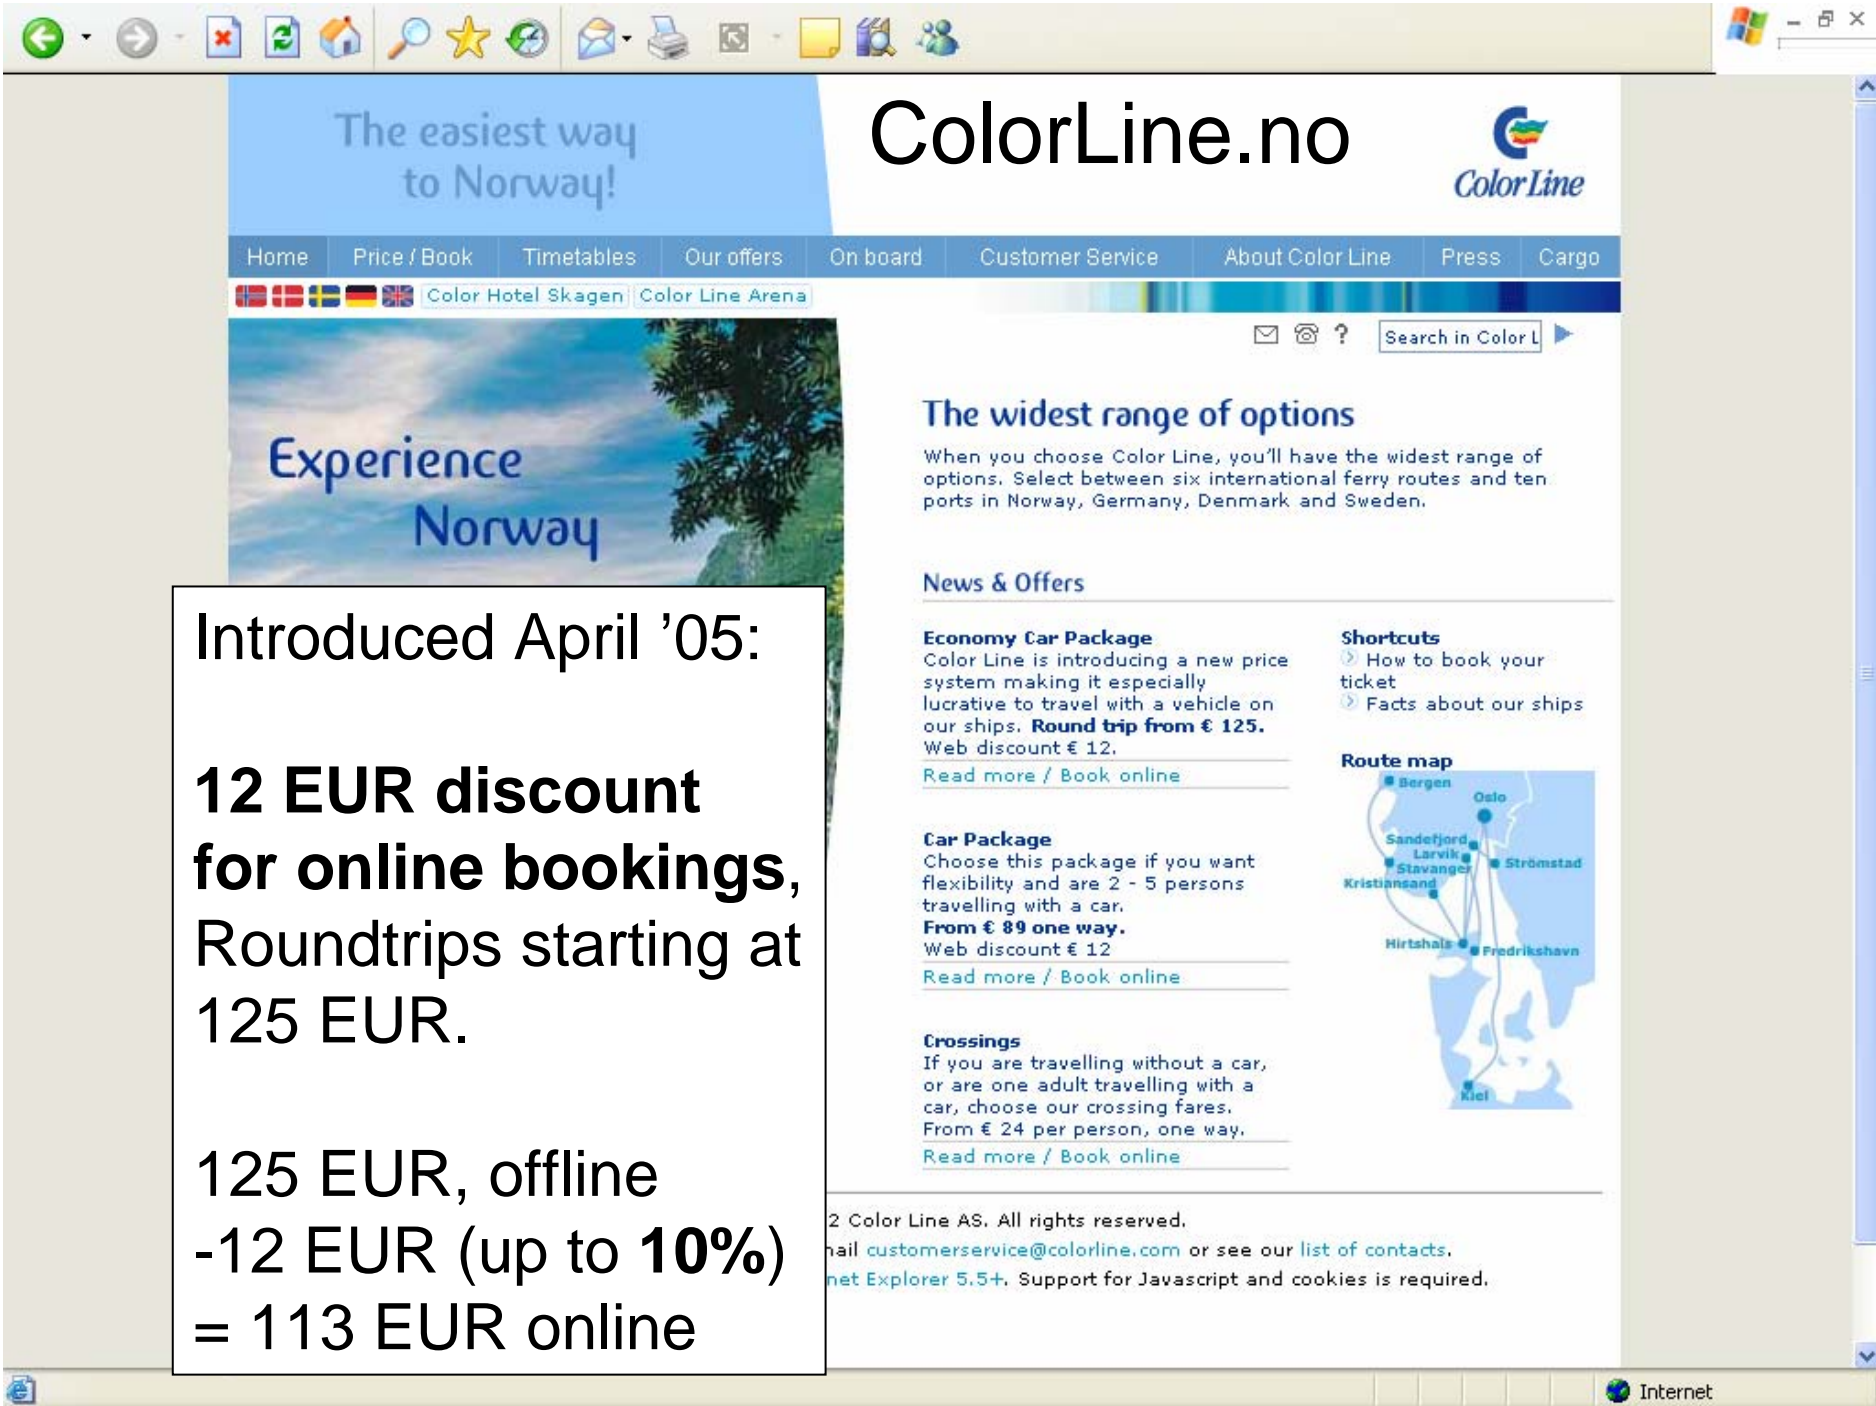 The easiest way
to Norway!
ColorLine.no
Color Line
Home Price / Book Timetables Our offers On board Customer Service About Color Line Press Cargo
Color Hotel Skagen Color Line Arena
? Search in Color L
Experience
Norway
The widest range of options
When you choose Color Line, you'll have the widest range of
options. Select between six international ferry routes and ten
ports in Norway, Germany, Denmark and Sweden.
News & Offers
Economy Car Package
Color Line is introducing a new price
system making it especially
lucrative to travel with a vehicle on
our ships. Round trip from € 125.
Web discount € 12.
Read more / Book online
Car Package
Choose this package if you want
flexibility and are 2 - 5 persons
travelling with a car.
From € 89 one way.
Web discount € 12
Read more / Book online
Crossings
If you are travelling without a car,
or are one adult travelling with a
car, choose our crossing fares.
From € 24 per person, one way.
Read more / Book online
Shortcuts
How to book your
ticket
Facts about our ships
Route map
Bergen
Oslo
Sandefjord
Larvik
Strömstad
Stavanger
Kristiansand
Hirtshals
Fredrikshavn
Kiel
Introduced April ’05:
12 EUR discount
for online bookings,
Roundtrips starting at
125 EUR.
125 EUR, offline
-12 EUR (up to 10%)
= 113 EUR online
2 Color Line AS. All rights reserved.
customerservice@colorline.com or see our list of contacts.
Explorer 5.5+. Support for Javascript and cookies is required.
Internet